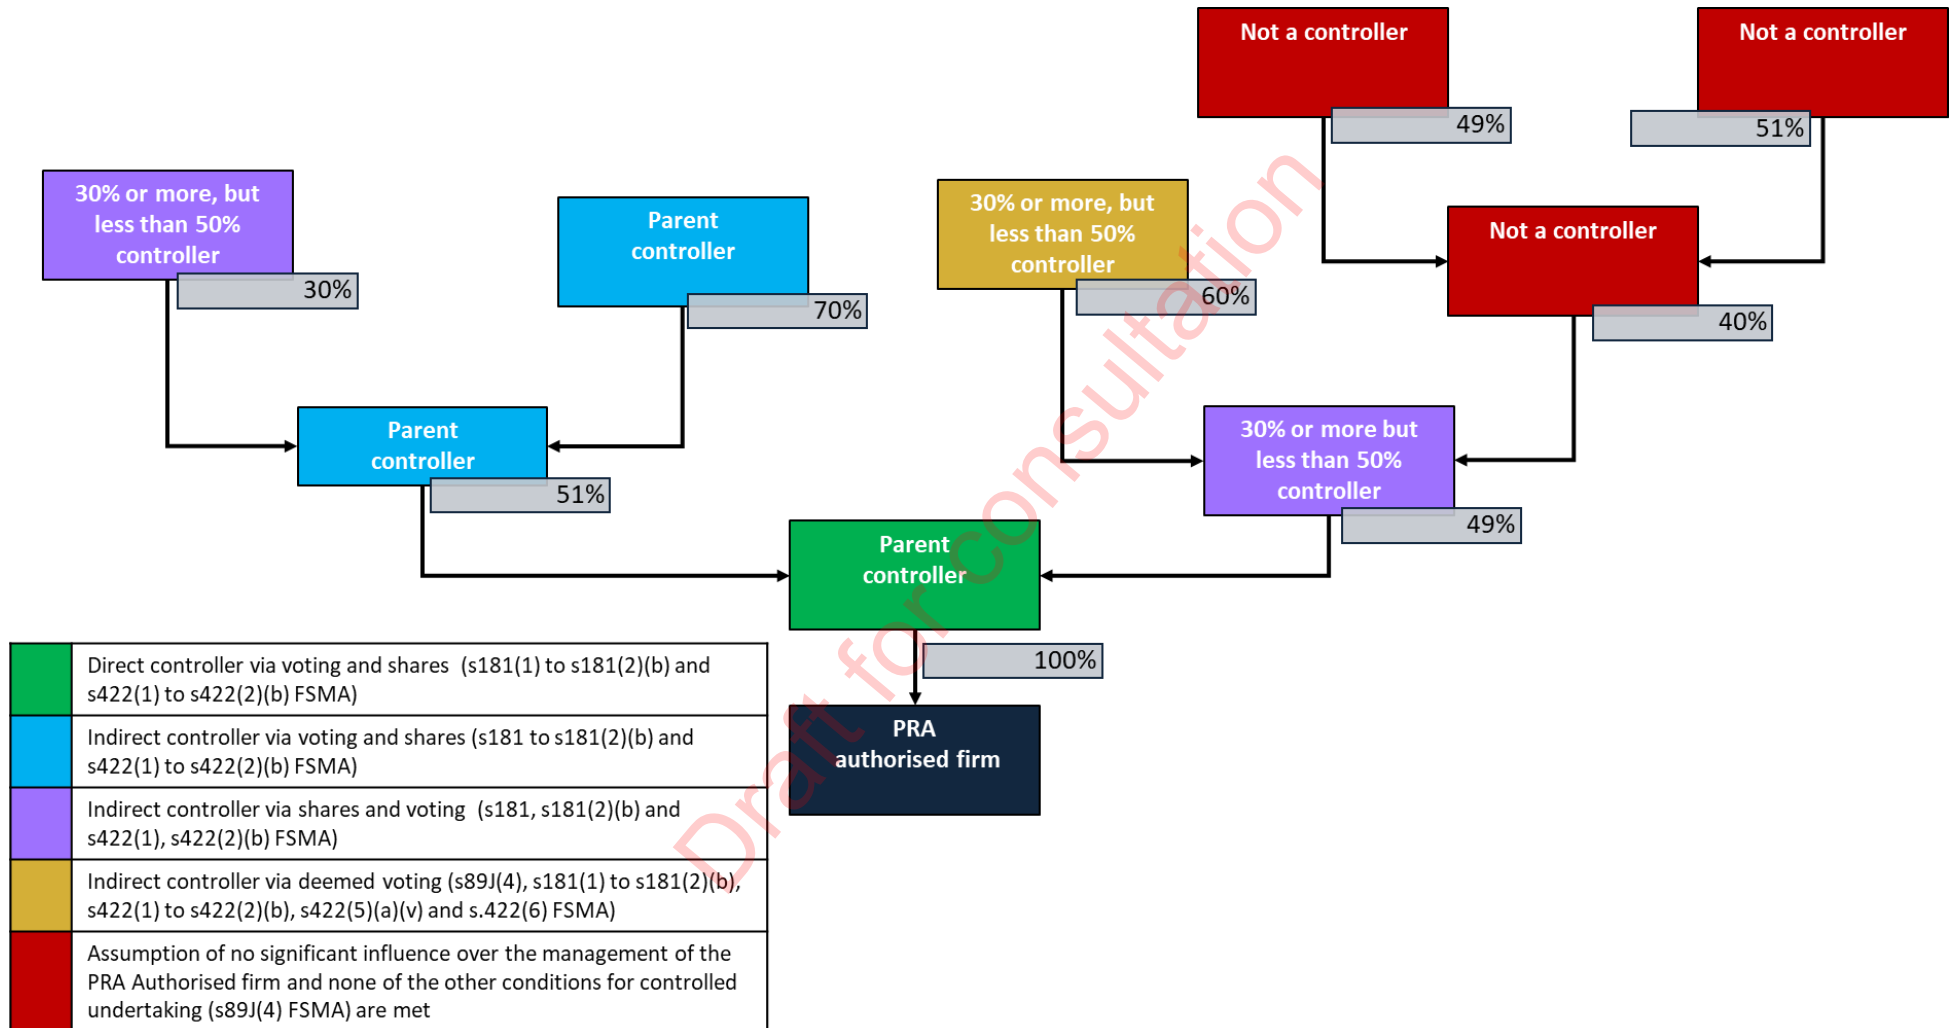 Not a controller
Not a controller
49%
51%
30% or more, but
less than 50%
controller
30%
Parent
controller
70%
30% or more, but
less than 50%
controller
60%
Not a controller
40%
Parent
controller
51%
30% or more but
less than 50%
controller
49%
Parent
controller
100%
PRA
authorised firm
Direct controller via voting and shares (s181(1) to s181(2)(b) and
s422(1) to s422(2)(b) FSMA)
Indirect controller via voting and shares (s181 to s181(2)(b) and
s422(1) to s422(2)(b) FSMA)
Indirect controller via shares and voting (s181, s181(2)(b) and
s422(1), s422(2)(b) FSMA)
Indirect controller via deemed voting (s89J(4), s181(1) to s181(2)(b),
s422(1) to s422(2)(b), s422(5)(a)(v) and s.422(6) FSMA)
Assumption of no significant influence over the management of the
PRA Authorised firm and none of the other conditions for controlled
undertaking (s89J(4) FSMA) are met
Draft for consultation